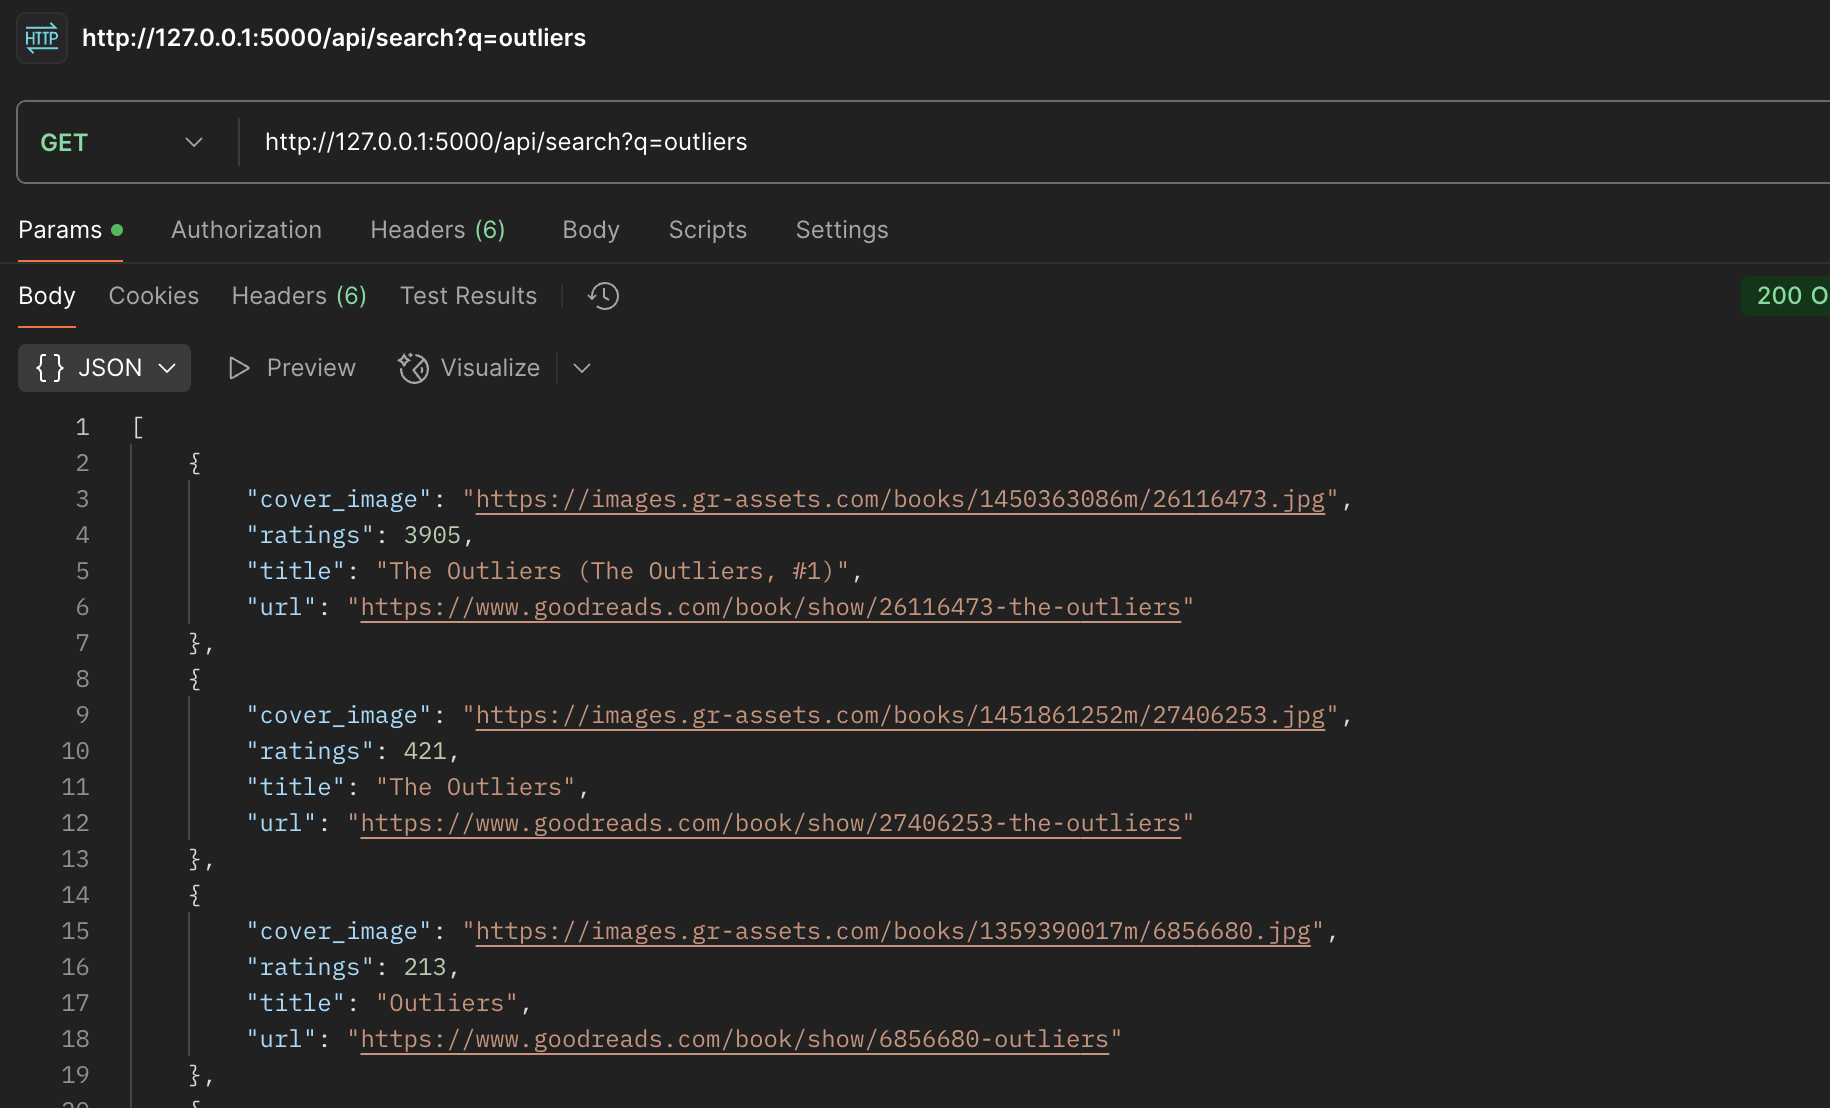 HTTP
http://127.0.0.1:5000/api/search?q=outliers
GET
http://127.0.0.1:5000/api/search?q=outliers
Params Authorization Headers (6) Body Scripts Settings
Body Cookies Headers (6) Test Results 200 O
{} JSON Preview Visualize
1 [
2 {
3 "cover_image": "https://images.gr-assets.com/books/1450363086m/26116473.jpg",
4 "ratings": 3905,
5 "title": "The Outliers (The Outliers, #1)",
6 "url": "https://www.goodreads.com/book/show/26116473-the-outliers"
7 },
8 {
9 "cover_image": "https://images.gr-assets.com/books/1451861252m/27406253.jpg",
10 "ratings": 421,
11 "title": "The Outliers",
12 "url": "https://www.goodreads.com/book/show/27406253-the-outliers"
13 },
14 {
15 "cover_image": "https://images.gr-assets.com/books/1359390017m/6856680.jpg",
16 "ratings": 213,
17 "title": "Outliers",
18 "url": "https://www.goodreads.com/book/show/6856680-outliers"
19 },